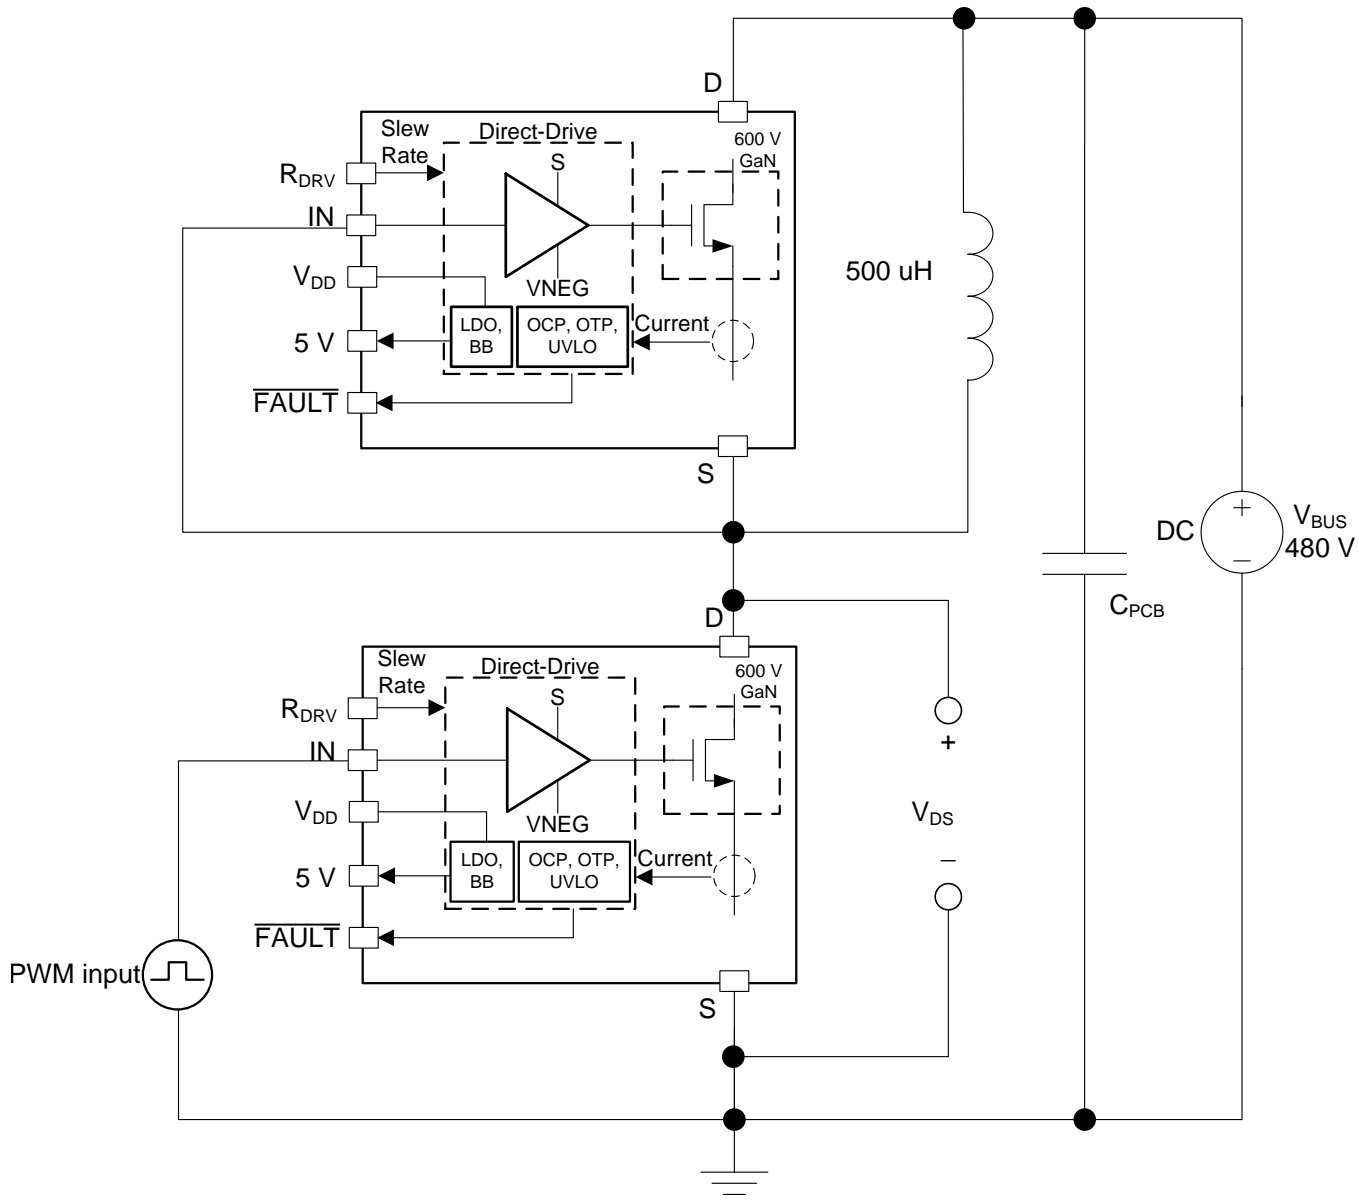 D
Slew
Rate
Direct-Drive
600 V
GaN
S
RDRV
IN
VDD
VNEG
5 V
LDO,
BB
OCP, OTP,
UVLO
Current
FAULT
S
500 uH
DC
+
–
VBUS
480 V
CPCB
D
Slew
Rate
Direct-Drive
600 V
GaN
S
RDRV
IN
VDD
VNEG
5 V
LDO,
BB
OCP, OTP,
UVLO
Current
FAULT
S
+
VDS
–
PWM input